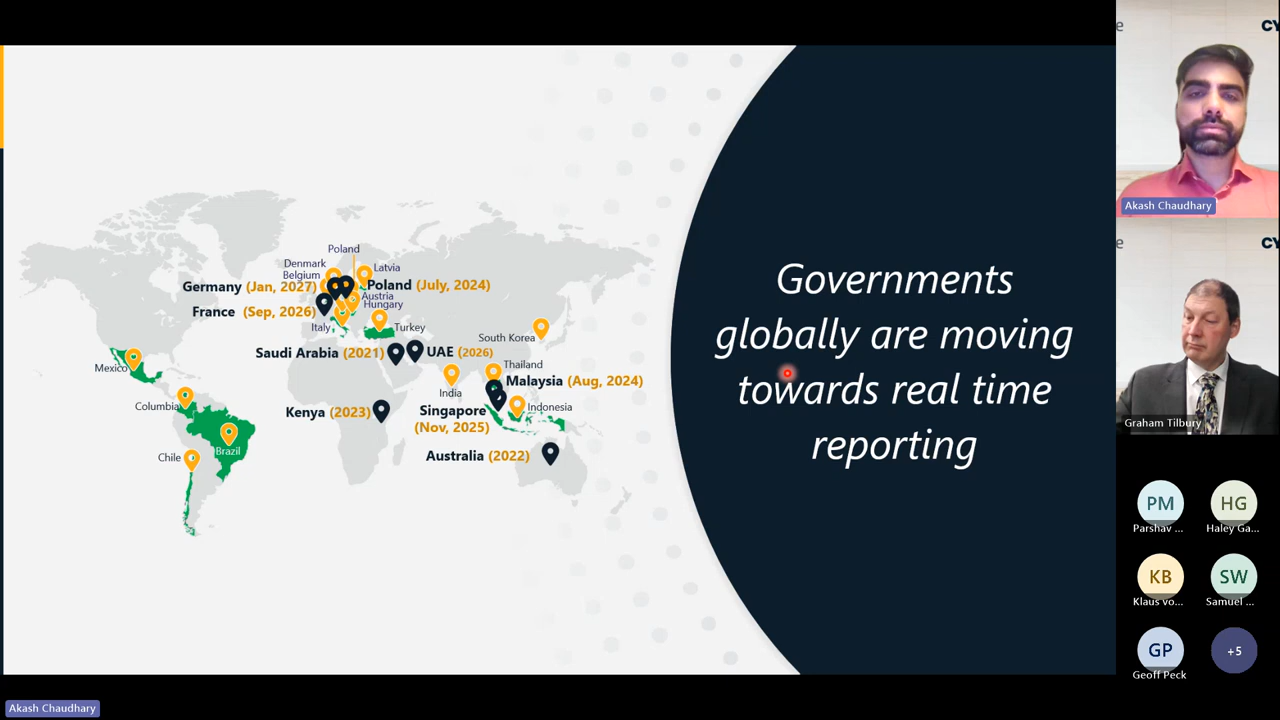 Poland
Denmark
Latvia
Belgium
Germany (Jan, 2027)
Poland (July, 2024)
Austria
Hungary
France (Sep, 2026)
Italy
Turkey
South Korea
Saudi Arabia (2021)
UAE (2026)
Mexico
Thailand
India
Malaysia (Aug, 2024)
Columbia
Kenya (2023)
Singapore
(Nov, 2025)
Indonesia
Brazil
Chile
Australia (2022)
Governments
globally are moving
towards real time
reporting
e
CY
Akash Chaudhary
e
CY
Graham Tilbury
PM
Parshav ...
HG
Haley Ga...
KB
Klaus vo...
SW
Samuel ...
GP
Geoff Peck
+5
Akash Chaudhary